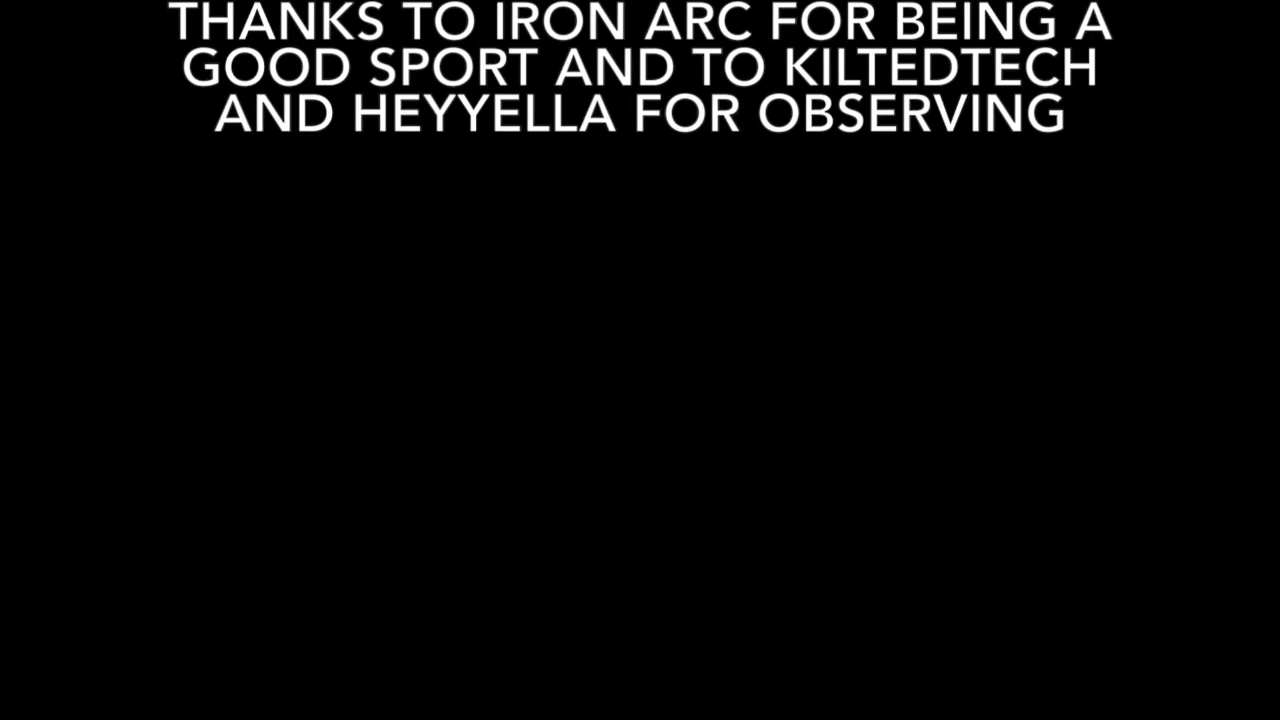 THANKS TO IRON ARC FOR BEING A
GOOD SPORT AND TO KILTEDTECH
AND HEYYELLA FOR OBSERVING